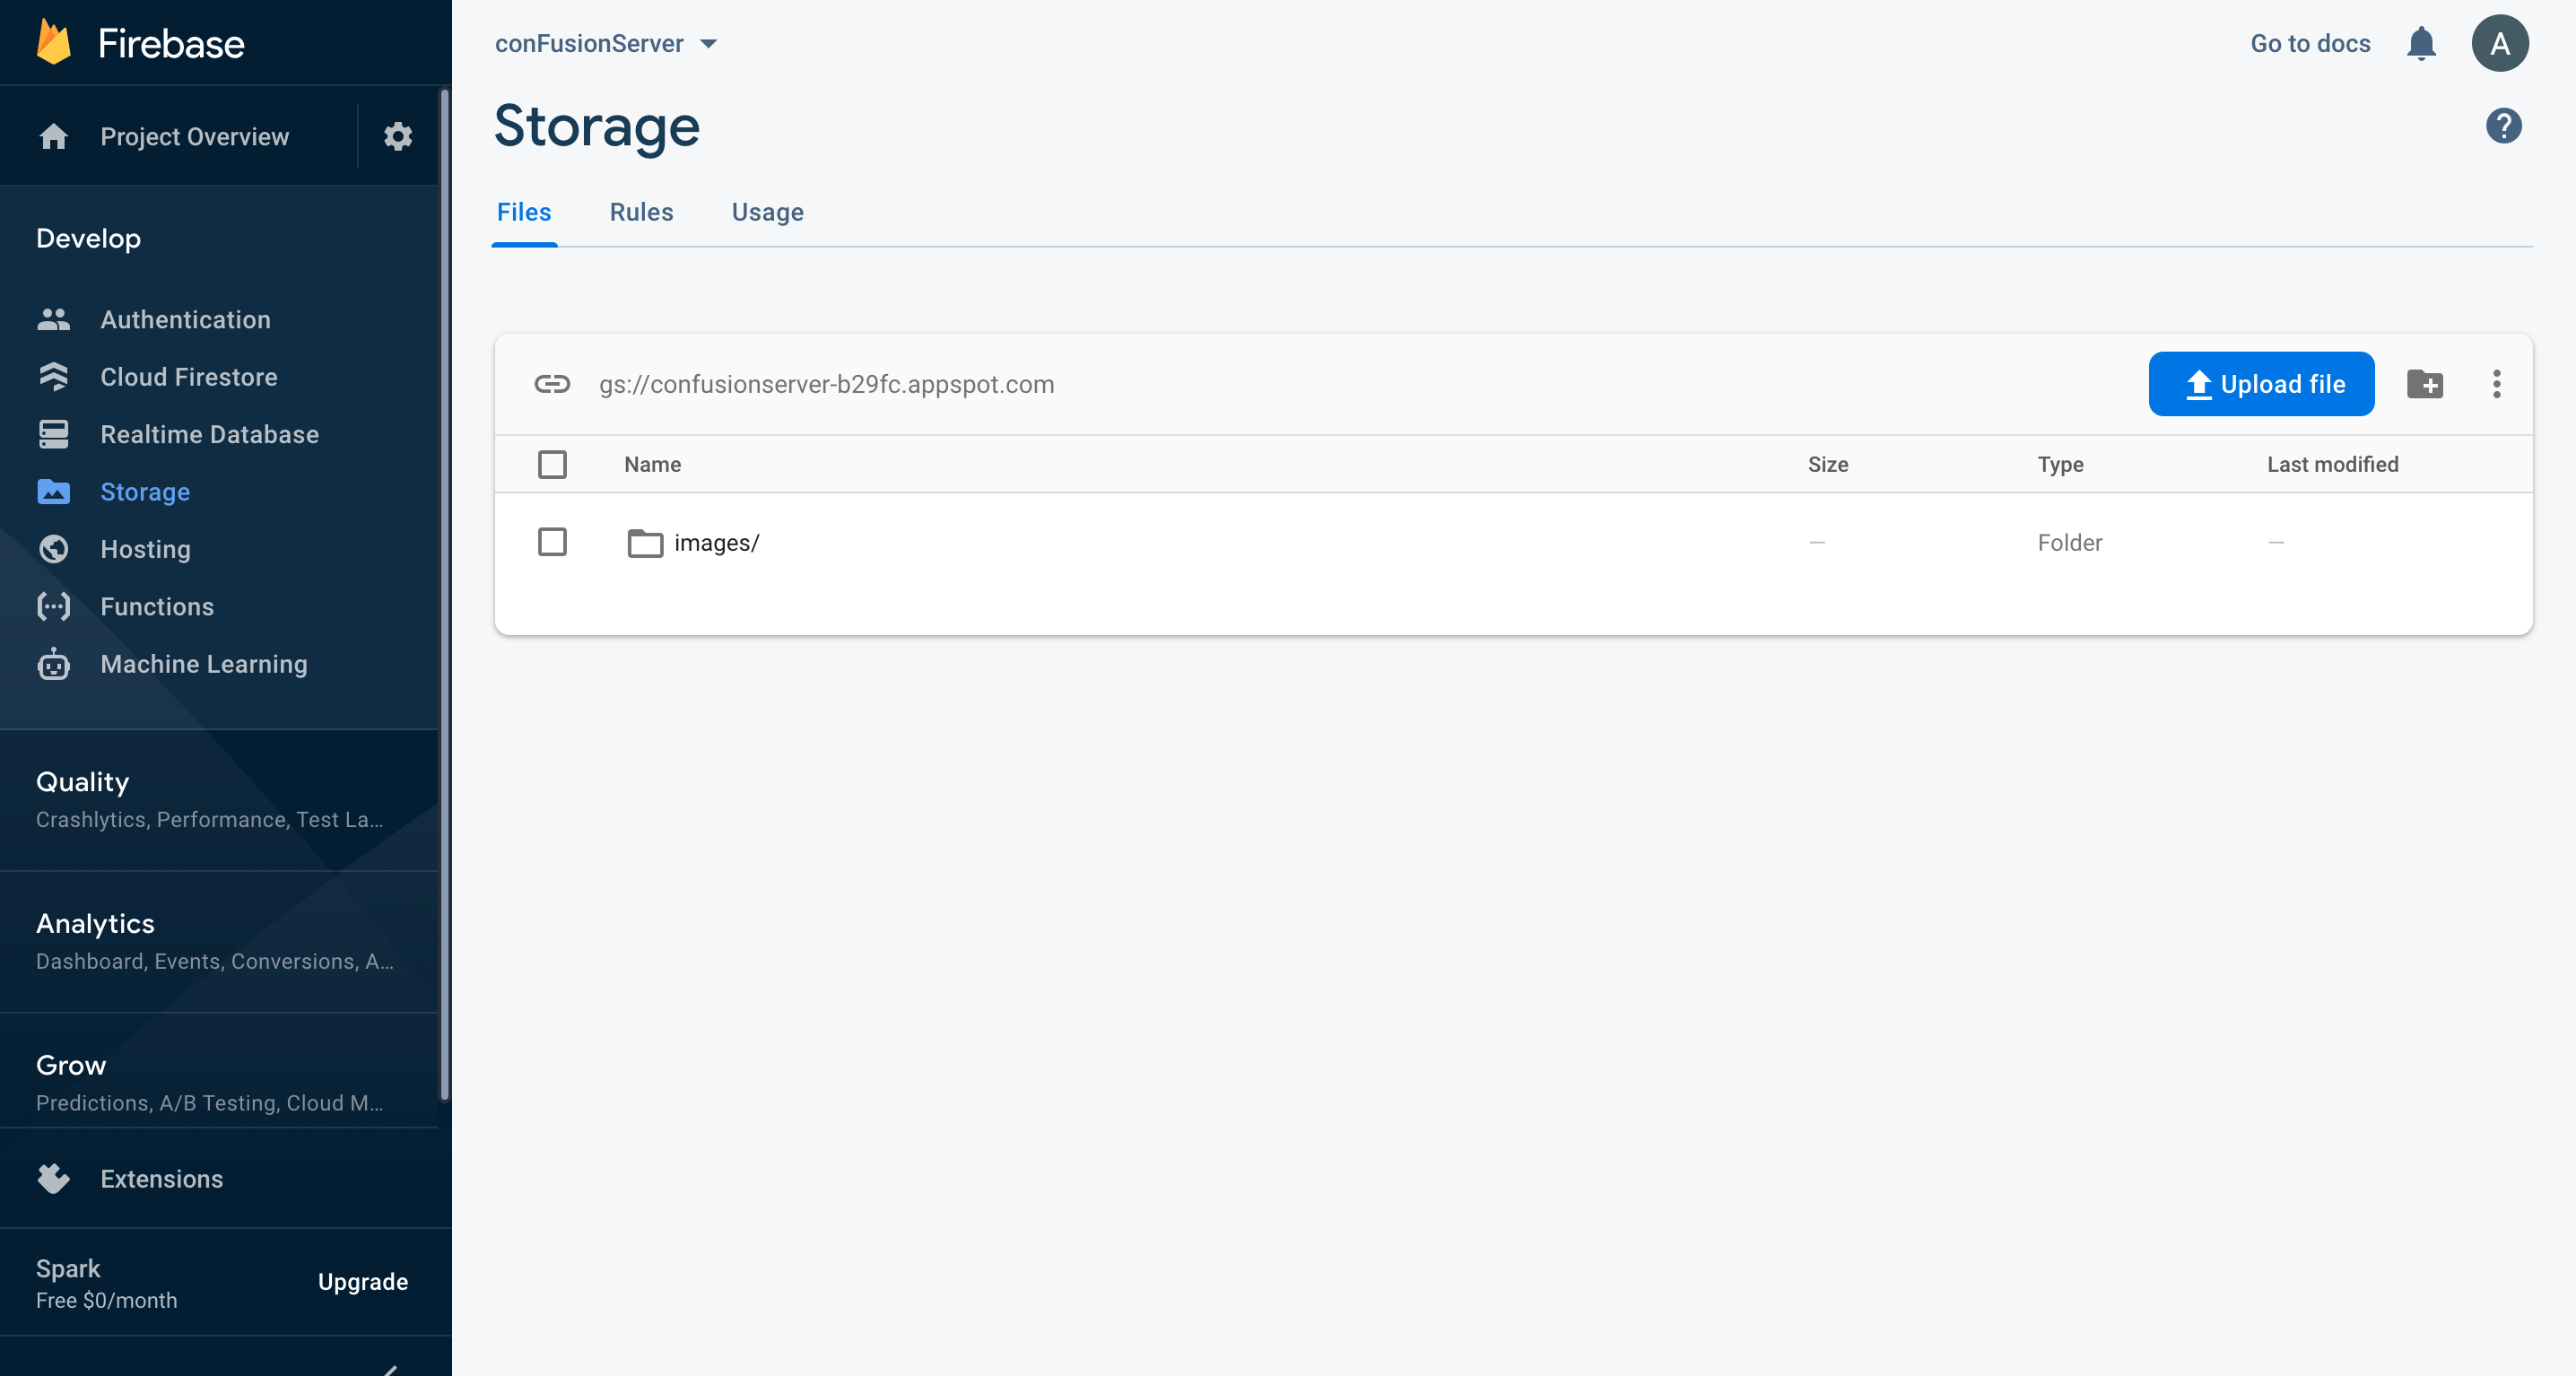 Firebase
Project Overview
Develop
Authentication
Cloud Firestore
Realtime Database
Storage
Hosting
Functions
Machine Learning
Quality
Crashlytics, Performance, Test La...
Analytics
Dashboard, Events, Conversions, A...
Grow
Predictions, A/B Testing, Cloud M...
Extensions
Spark
Free $0/month
Upgrade
conFusionServer
Go to docs
A
Storage
?
Files Rules Usage
gs://confusionserver-b29fc.appspot.com
Upload file
Name Size Type Last modified
images/ — Folder —